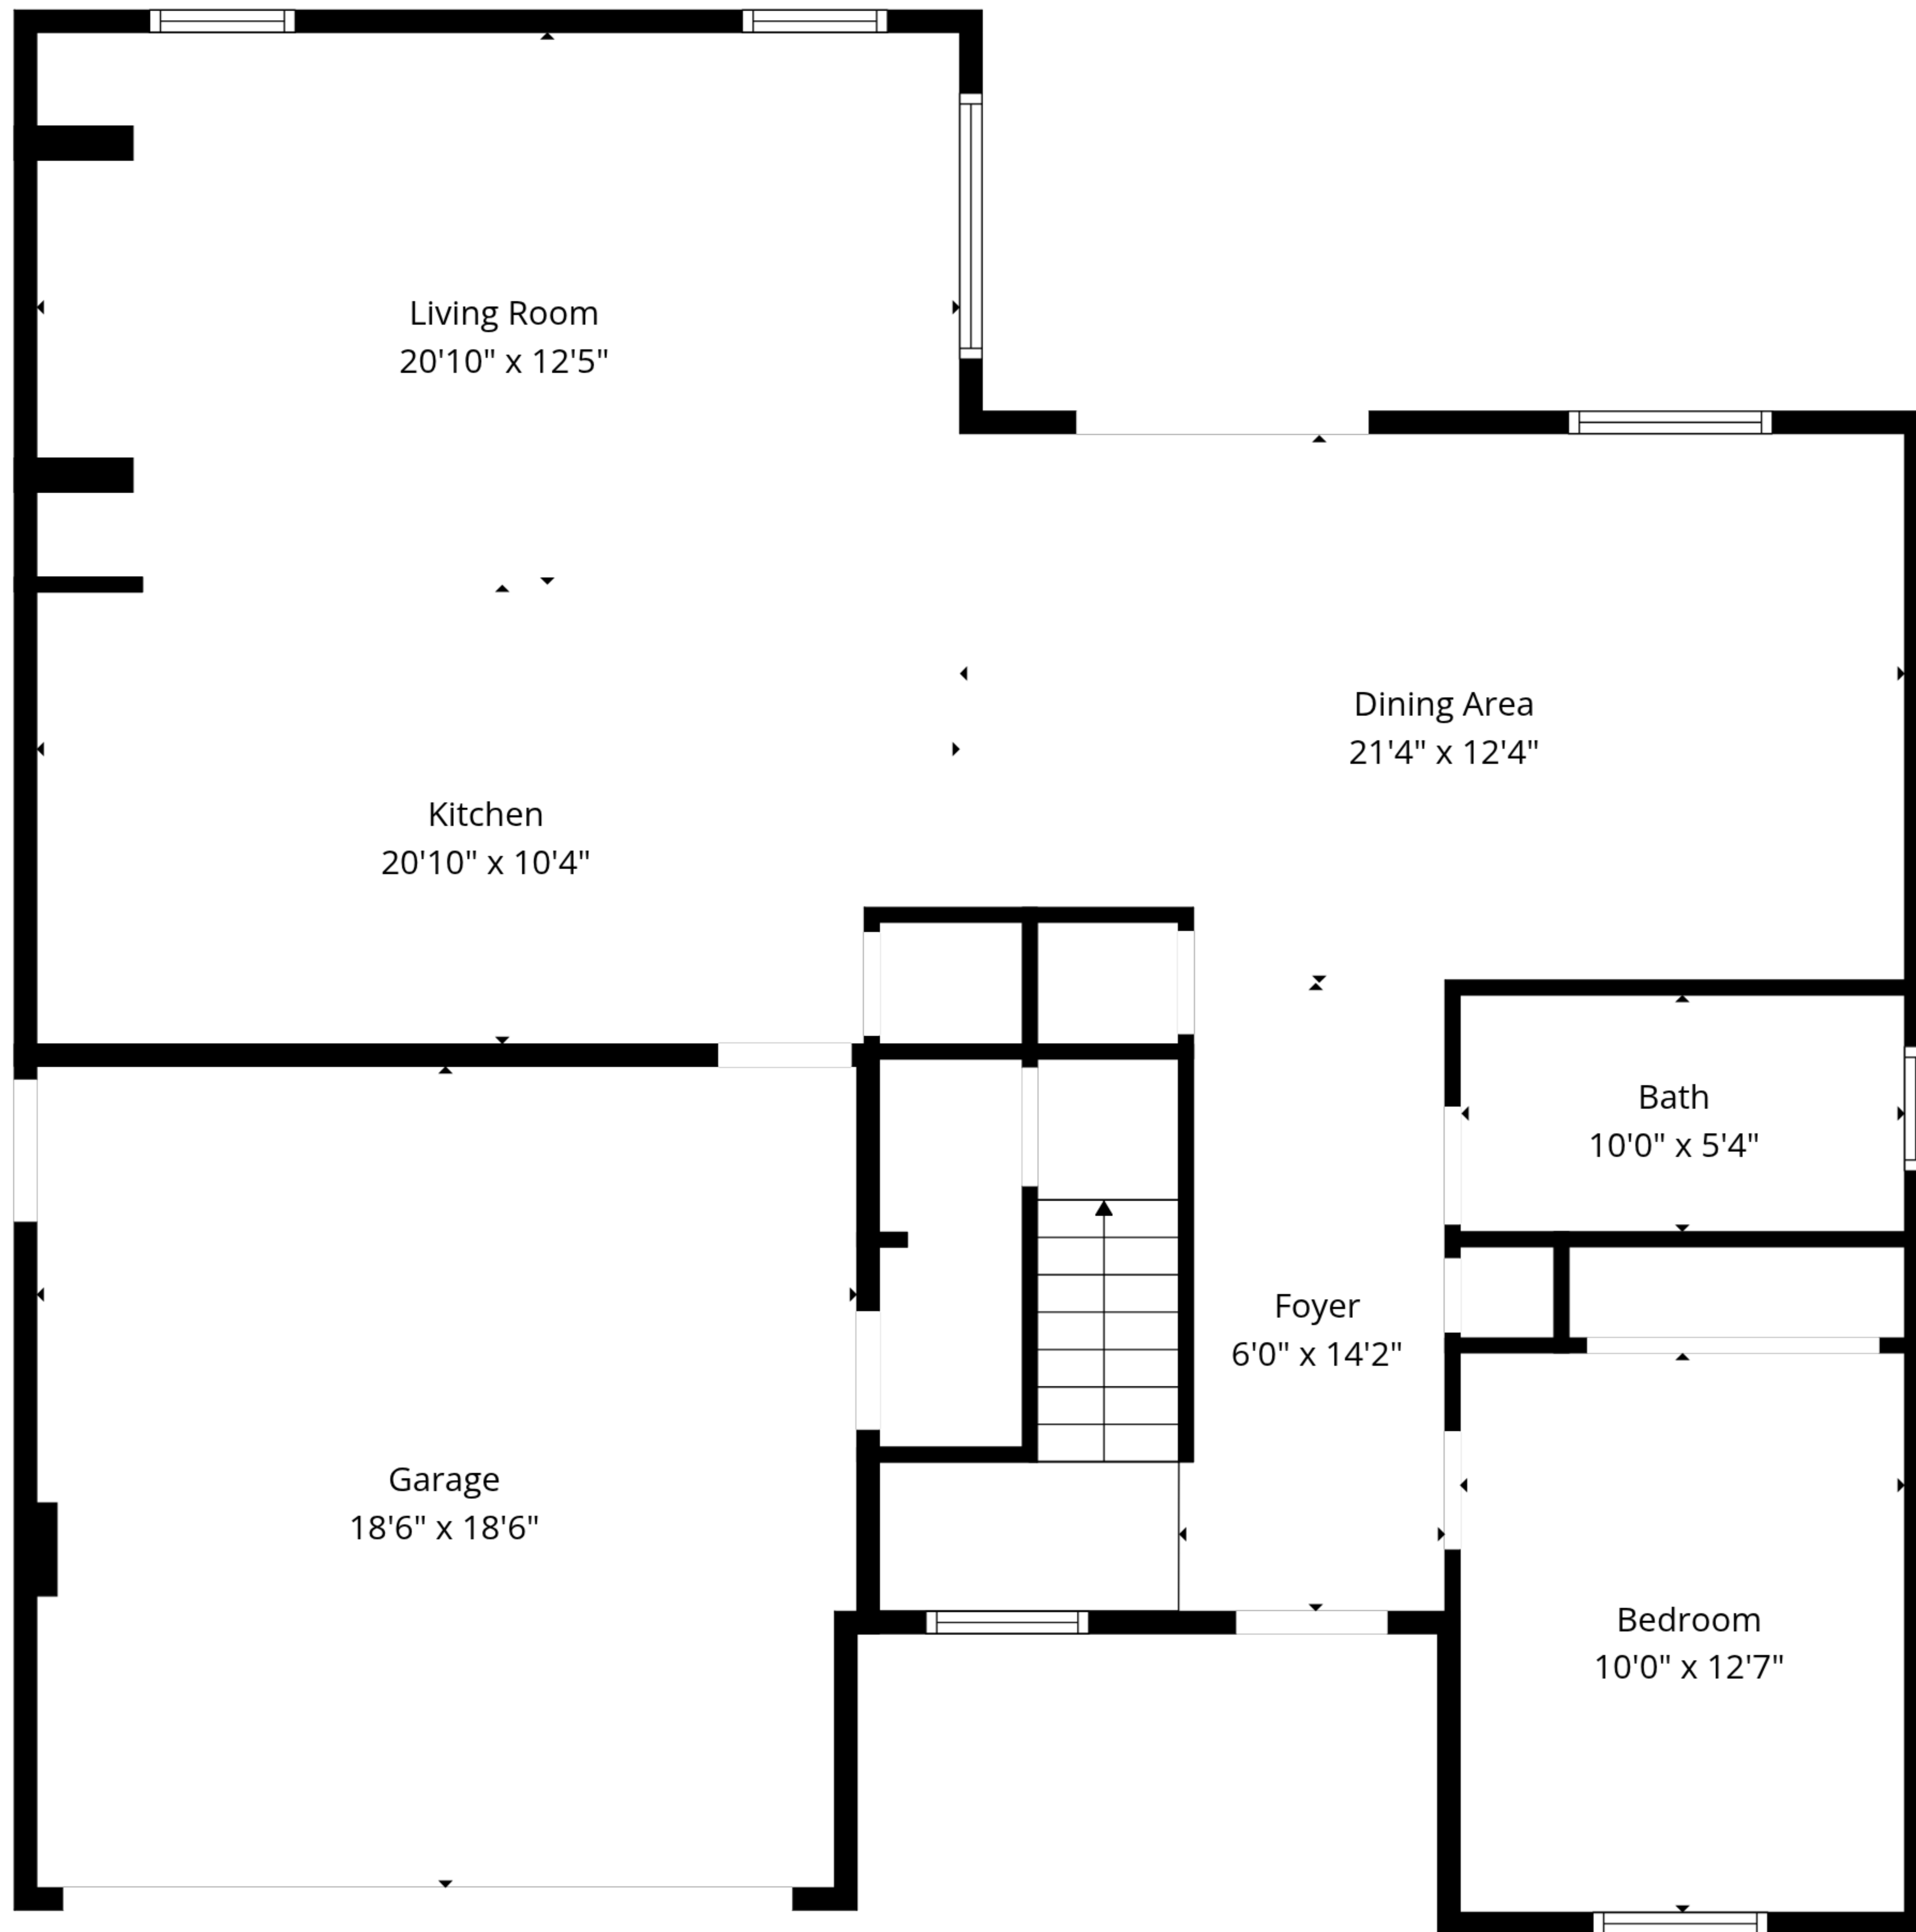 Living Room
20'10" x 12'5"
Dining Area
21'4" x 12'4"
Kitchen
20'10" x 10'4"
Bath
10'0" x 5'4"
Foyer
6'0" x 14'2"
Garage
18'6" x 18'6"
Bedroom
10'0" x 12'7"